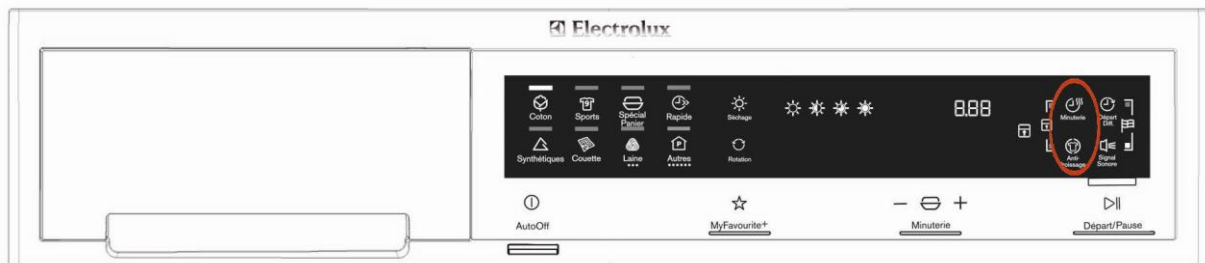 Electrolux
Coton
Sports
Spécial
Panier
Rapide
Séchage
8.88
Minuterie
Départ
Diff.
Synthétiques
Couette
Laine
Autres
Rotation
Anti-
froissage
Signal
Sonore
AutoOff
MyFavourite+
Minuterie
Départ/Pause